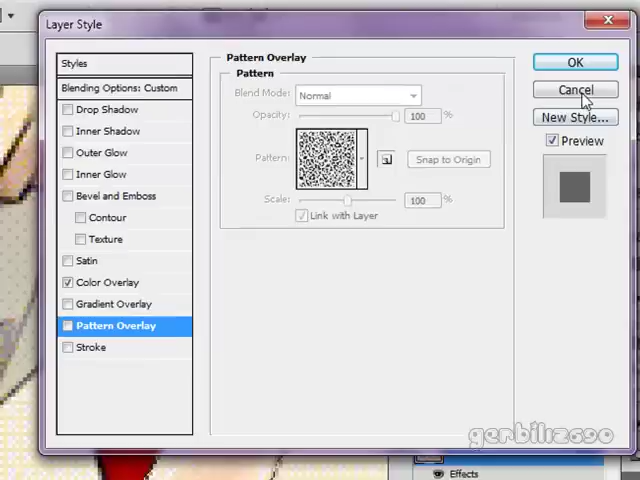 Layer Style
Styles
Blending Options: Custom
Drop Shadow
Inner Shadow
Outer Glow
Inner Glow
Bevel and Emboss
Contour
Texture
Satin
Color Overlay
Gradient Overlay
Pattern Overlay
Stroke
Pattern Overlay
Pattern
Blend Mode: Normal
Opacity: 100 %
Pattern: Snap to Origin
Scale: 100 %
Link with Layer
OK
Cancel
New Style...
Preview
gerbil12690
Effects